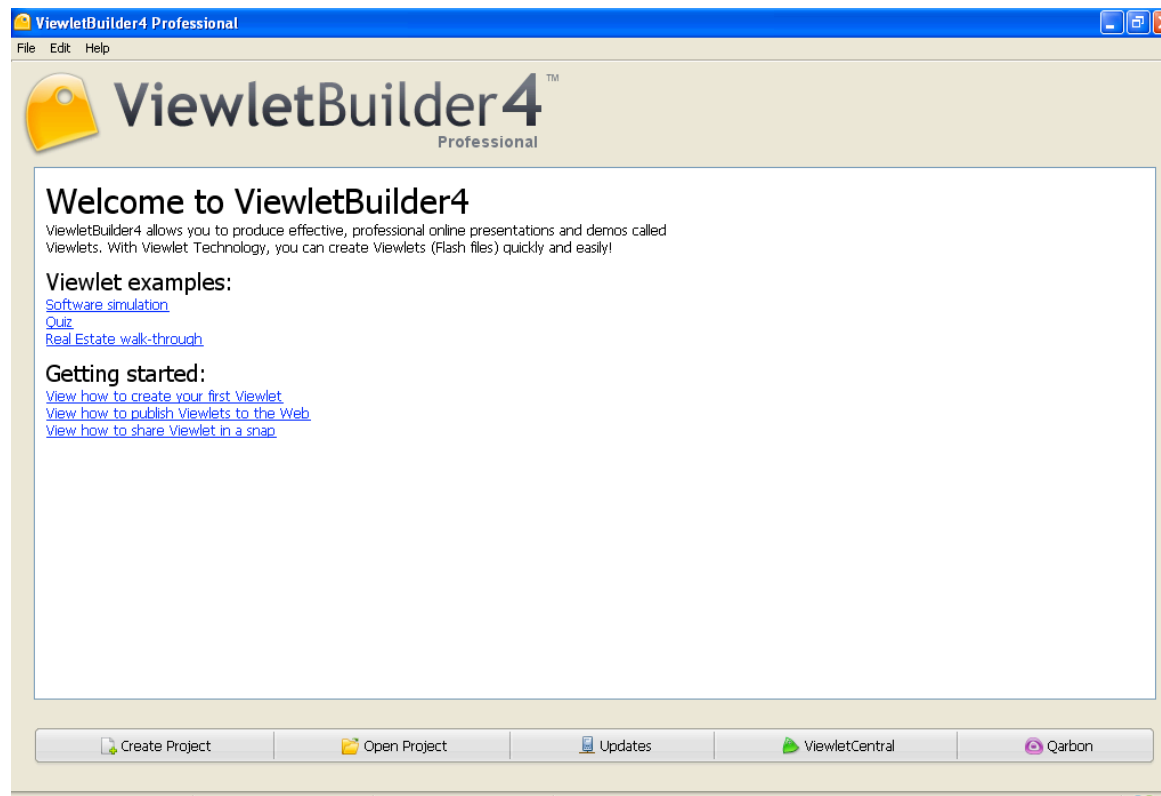 ViewletBuilder4 Professional
File Edit Help
ViewletBuilder4™
Professional
Welcome to ViewletBuilder4
ViewletBuilder4 allows you to produce effective, professional online presentations and demos called
Viewlets. With Viewlet Technology, you can create Viewlets (Flash files) quickly and easily!
Viewlet examples:
Software simulation
Quiz
Real Estate walk-through
Getting started:
View how to create your first Viewlet
View how to publish Viewlets to the Web
View how to share Viewlet in a snap
Create Project Open Project Updates ViewletCentral Qarbon